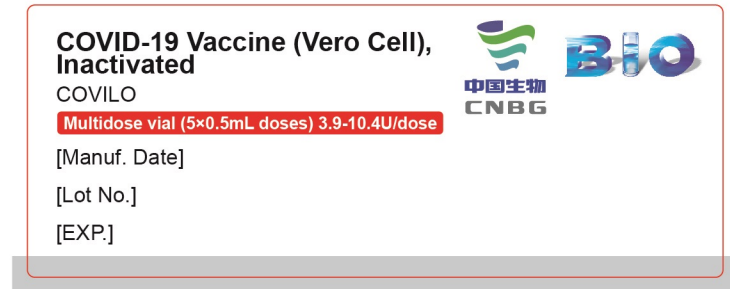 COVID-19 Vaccine (Vero Cell),
Inactivated
COVILO
Multidose vial (5×0.5mL doses) 3.9-10.4U/dose
[Manuf. Date]
[Lot No.]
[EXP.]
中国生物
CNBG
BIO